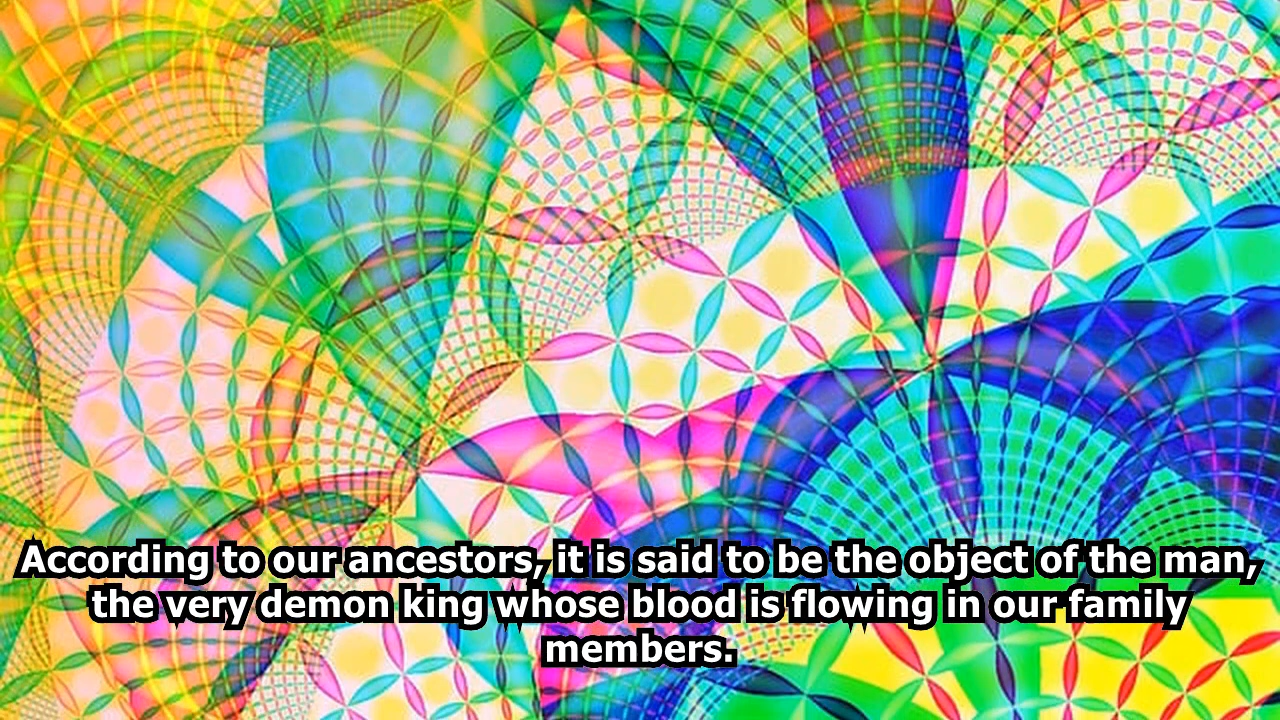 According to our ancestors, it is said to be the object of the man,
the very demon king whose blood is flowing in our family
members.